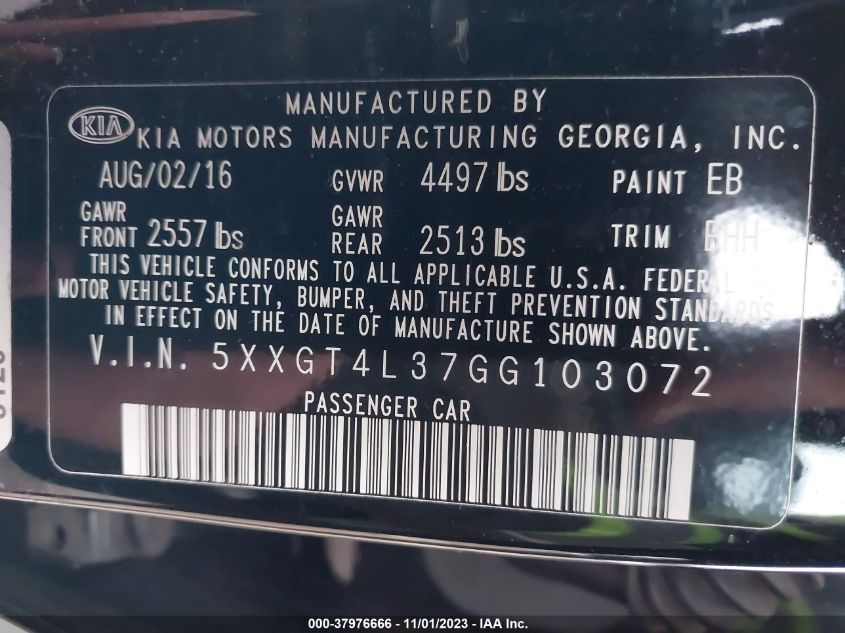 MANUFACTURED BY
KIA KIA MOTORS MANUFACTURING GEORGIA, INC.
AUG/02/16 GVWR 4497 lbs PAINT EB
GAWR FRONT 2557 lbs GAWR REAR 2513 lbs TRIM
THIS VEHICLE CONFORMS TO ALL APPLICABLE U.S.A. FEDERAL
MOTOR VEHICLE SAFETY, BUMPER, AND THEFT PREVENTION STANDARDS
IN EFFECT ON THE DATE OF MANUFACTURE SHOWN ABOVE.
V.I.N. 5XXGT4L37GG103072
PASSENGER CAR
000-37976666 - 11/01/2023 - IAA Inc.